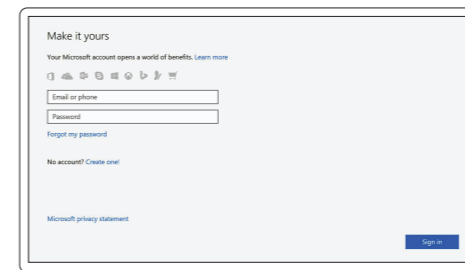 Make it yours
Your Microsoft account opens a world of benefits. Learn more
Email or phone
Password
Forgot my password
No account? Create one!
Microsoft privacy statement
Sign in